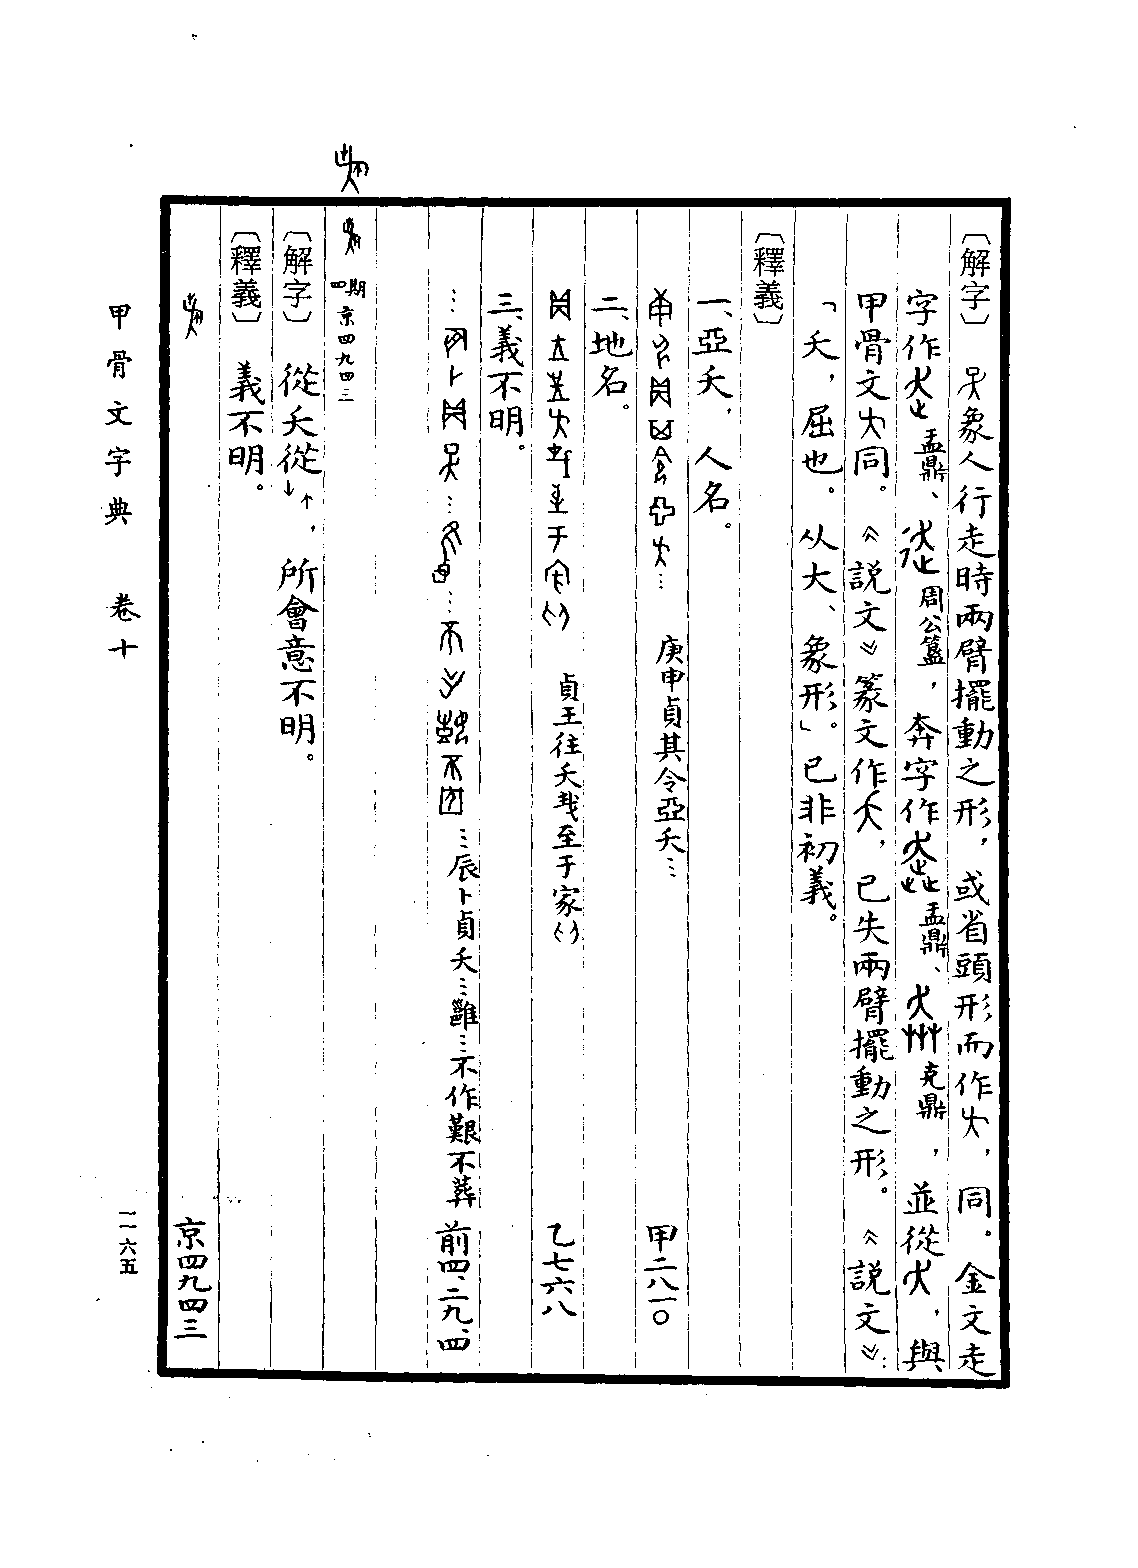 〔解字〕 象人行走時兩臂擺動之形，或省頭形而作，同。金文走
字作 盂鼎、 周公簋，奔字作 盂鼎、 克鼎，並從，與
甲骨文同。《說文》篆文作，已失兩臂擺動之形。《說文》：
「夭，屈也。从大、象形。」已非初義。
〔釋義〕
一、亞夭，人名。
庚申貞其令亞夭… 甲二八一〇
二、地名。
貞王往夭𢦏至于家〈〉 乙七六八
三、義不明。
…辰卜貞夭…雝…不作艱不葬 前四、二九、四
四期 京四九四三
〔解字〕 從夭從，所會意不明。
〔釋義〕 義不明。
京四九四三
甲骨文字典 卷十
一一六五